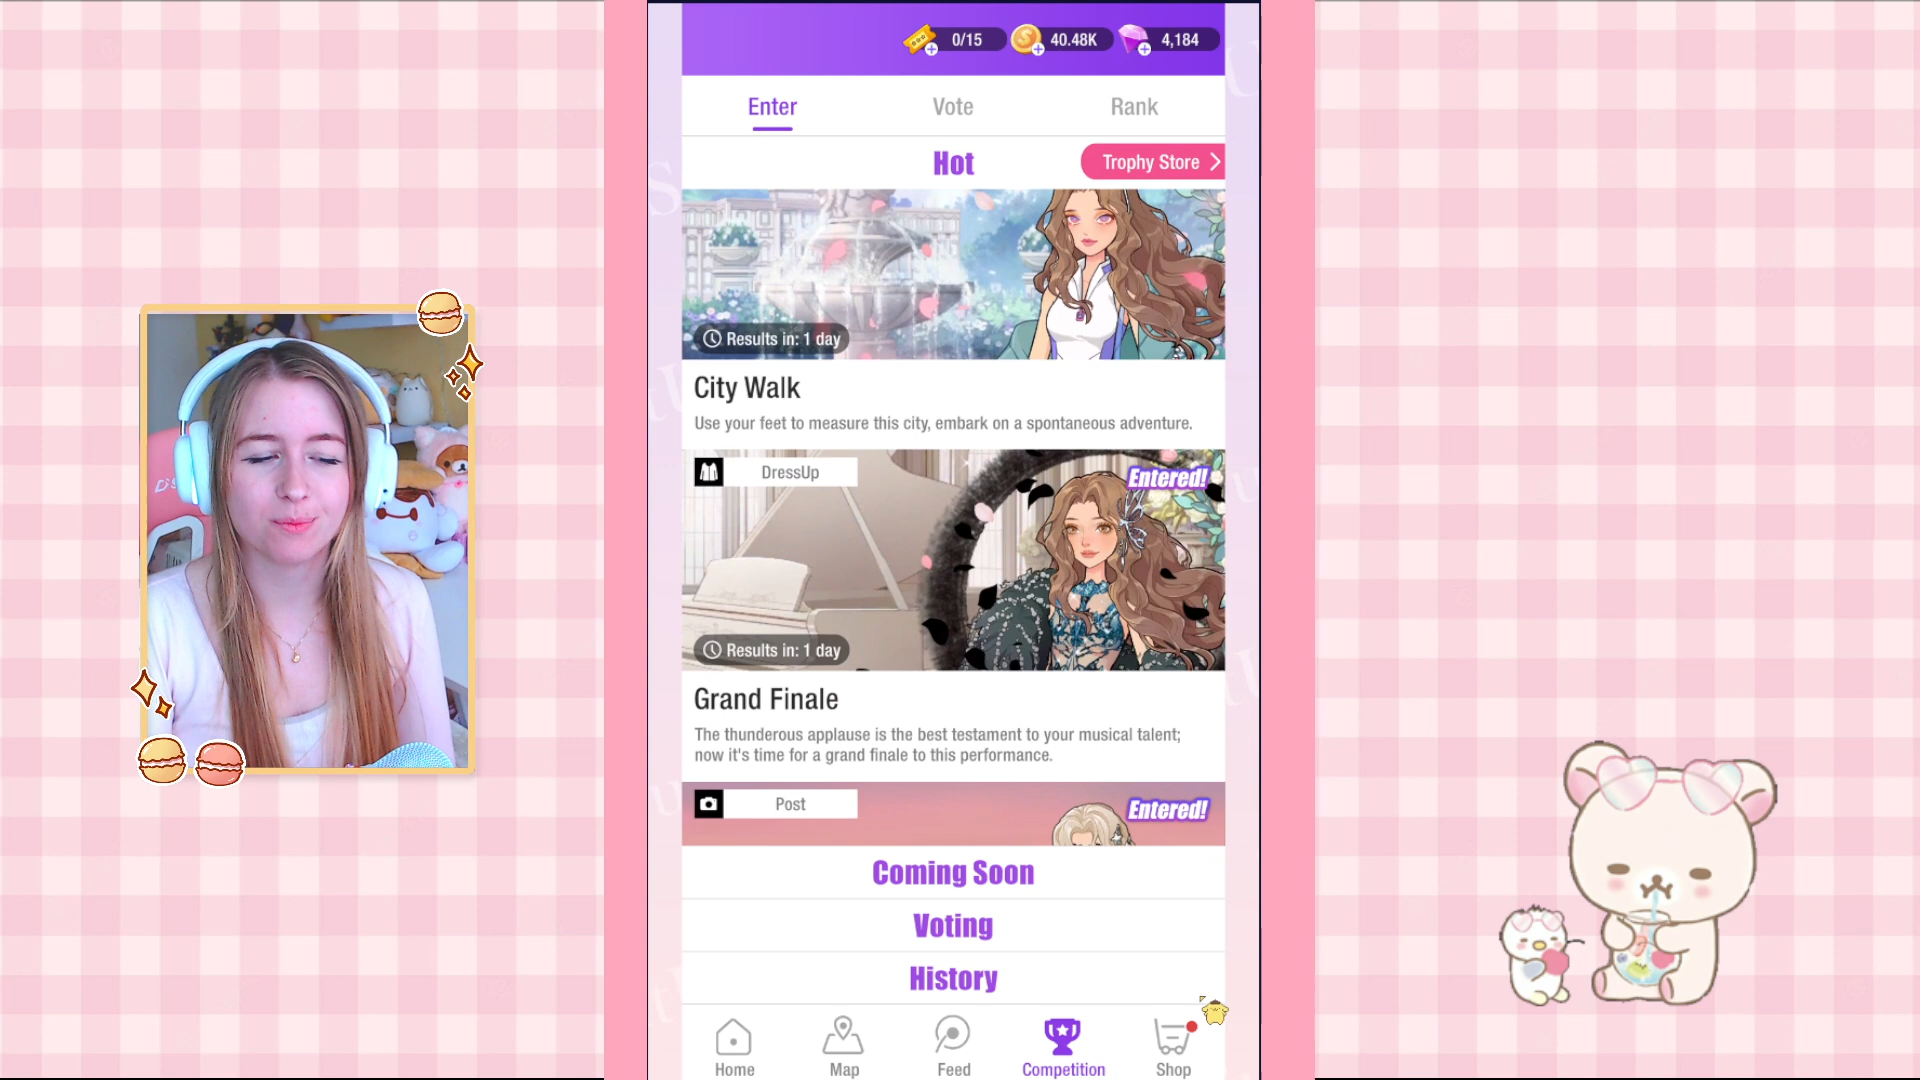 0/15
40.48K
4,184
Enter
Vote
Rank
Hot
Trophy Store
Results in: 1 day
City Walk
Use your feet to measure this city, embark on a spontaneous adventure.
DressUp
Entered!
Results in: 1 day
Grand Finale
The thunderous applause is the best testament to your musical talent;
now it's time for a grand finale to this performance.
Post
Entered!
Coming Soon
Voting
History
Home
Map
Feed
Competition
Shop